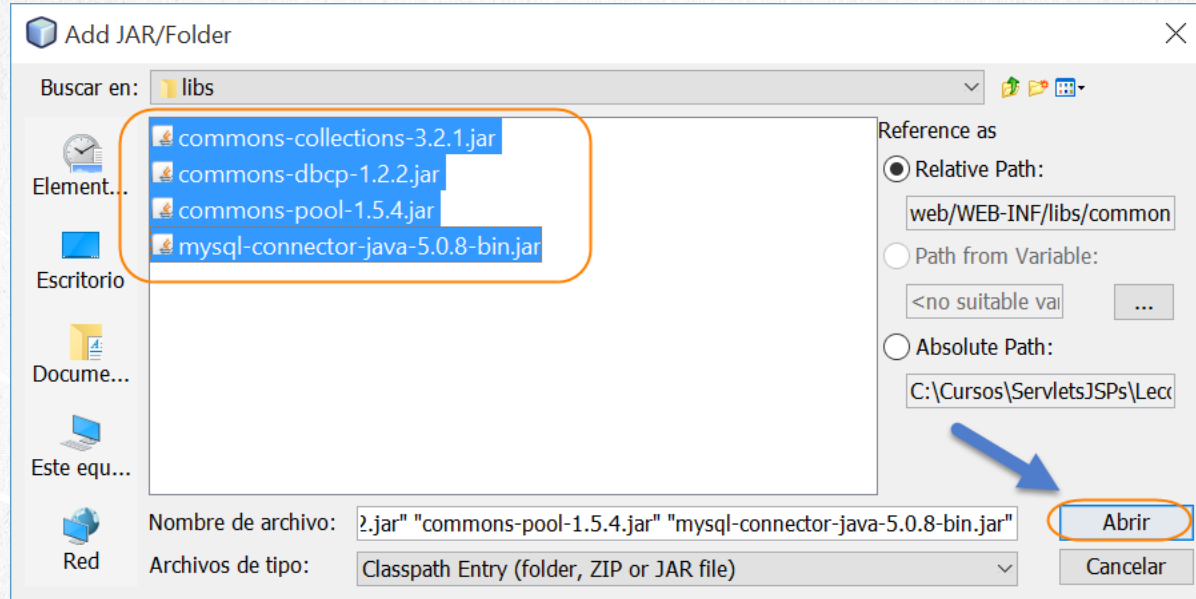 Add JAR/Folder
Buscar en:
libs
Element...
Escritorio
Docume...
Este equ...
Red
commons-collections-3.2.1.jar
commons-dbcp-1.2.2.jar
commons-pool-1.5.4.jar
mysql-connector-java-5.0.8-bin.jar
Reference as
Relative Path:
web/WEB-INF/libs/common
Path from Variable:
<no suitable var
...
Absolute Path:
C:\Cursos\ServletsJSPs\Lecc
Nombre de archivo:
2.jar" "commons-pool-1.5.4.jar" "mysql-connector-java-5.0.8-bin.jar"
Abrir
Archivos de tipo:
Classpath Entry (folder, ZIP or JAR file)
Cancelar